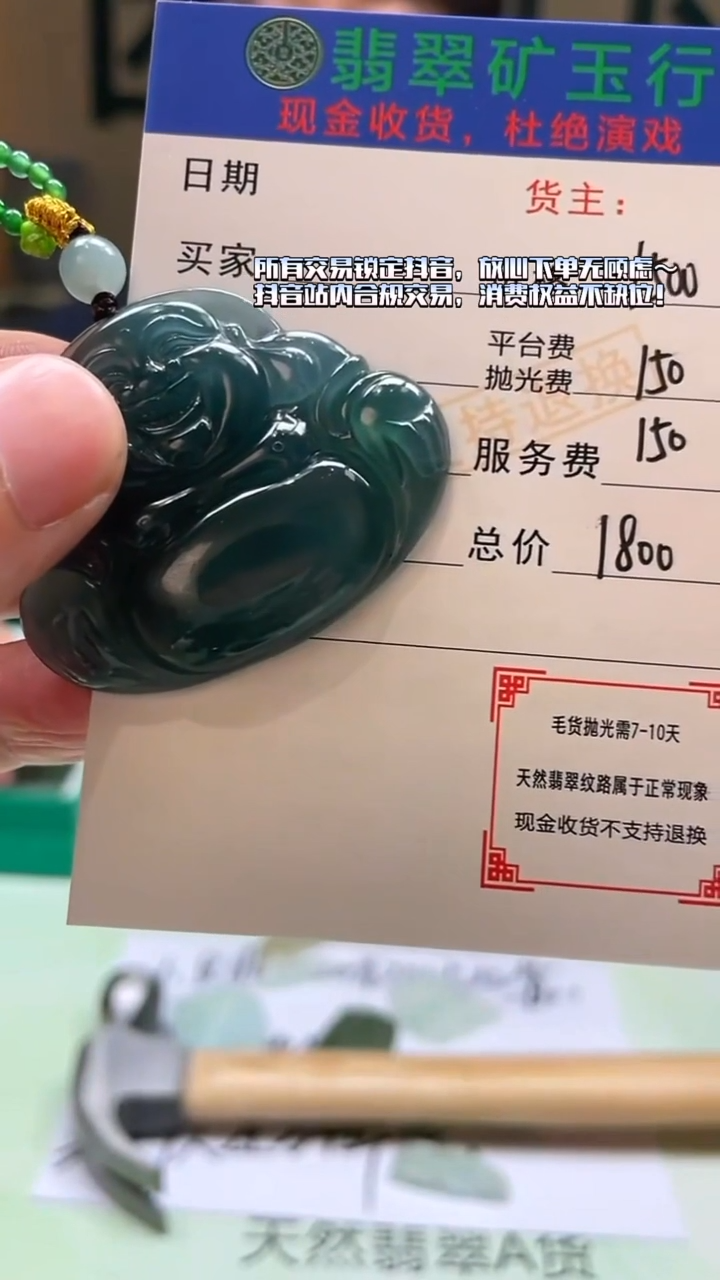 翡翠矿玉行
现金收货，杜绝演戏
日期
货主：
买家
1500
所有交易锁定抖音，放心下单无顾虑~
抖音站内合规交易，消费权益不缺位！
平台费
抛光费 150
持退换
服务费 150
总价 1800
毛货抛光需7-10天
天然翡翠纹路属于正常现象
现金收货不支持退换
天然翡翠A货